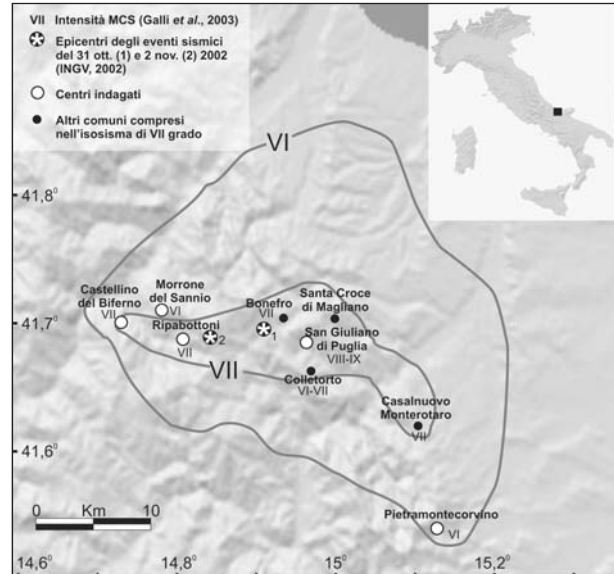 VII Intensità MCS (Galli et al., 2003)
Epicentri degli eventi sismici
del 31 ott. (1) e 2 nov. (2) 2002
(INGV, 2002)
Centri indagati
Altri comuni compresi
nell'isosisma di VII grado
VI
41,8°
Castellino
del Biferno
VII
Morrone
del Sannio
VI
Bonefro
VII
Santa Croce
di Magliano
41,7°
Ripabottoni
VII
2
1
San Giuliano
di Puglia
VIII-IX
VII
Colletorto
VI-VII
Casalnuovo
Monterotaro
VII
41,6°
0 Km 10
Pietramontecorvino
VI
14,6° 14,8° 15° 15,2°